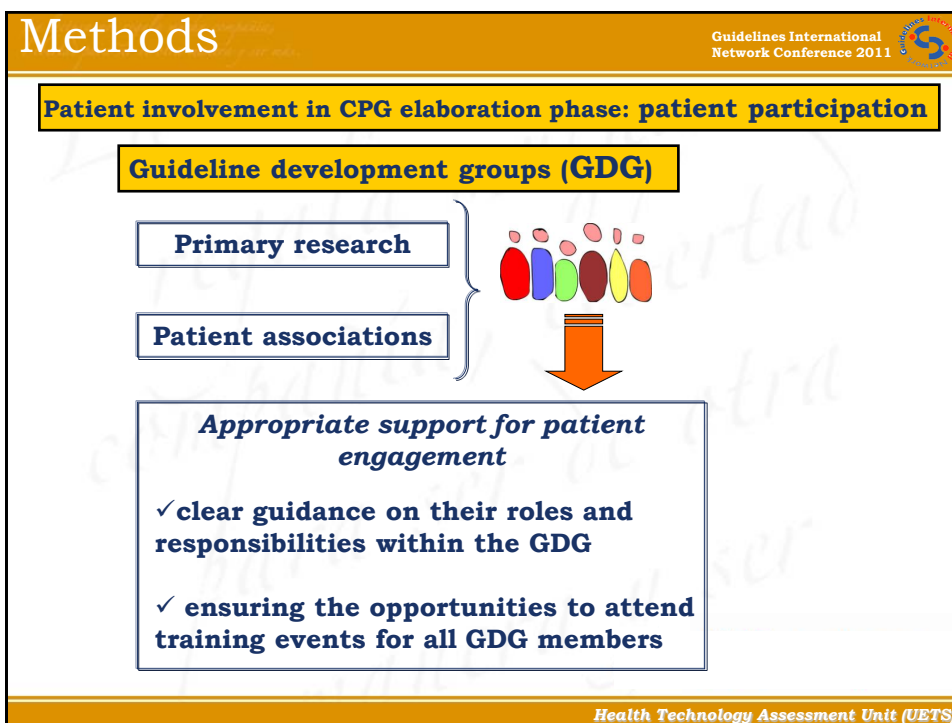 Methods
Guidelines International
Network Conference 2011
Patient involvement in CPG elaboration phase: patient participation
Guideline development groups (GDG)
Primary research
Patient associations
Appropriate support for patient
engagement
✓clear guidance on their roles and
responsibilities within the GDG
✓ ensuring the opportunities to attend
training events for all GDG members
Health Technology Assessment Unit (UETS